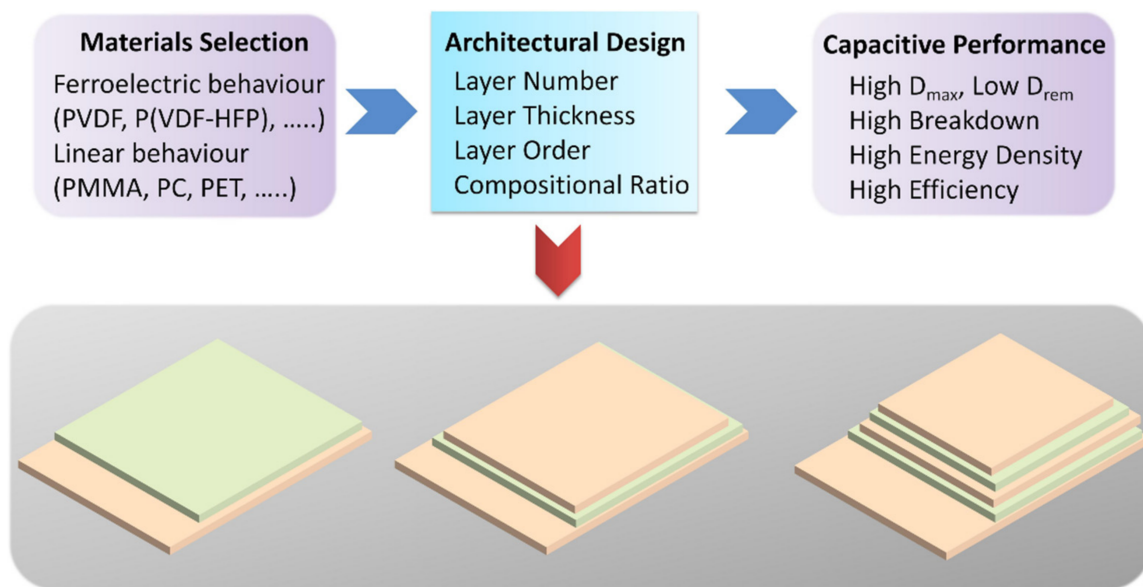 Materials Selection
Ferroelectric behaviour
(PVDF, P(VDF-HFP), .....)
Linear behaviour
(PMMA, PC, PET, .....)
Architectural Design
Layer Number
Layer Thickness
Layer Order
Compositional Ratio
Capacitive Performance
High Dmax, Low Drem
High Breakdown
High Energy Density
High Efficiency